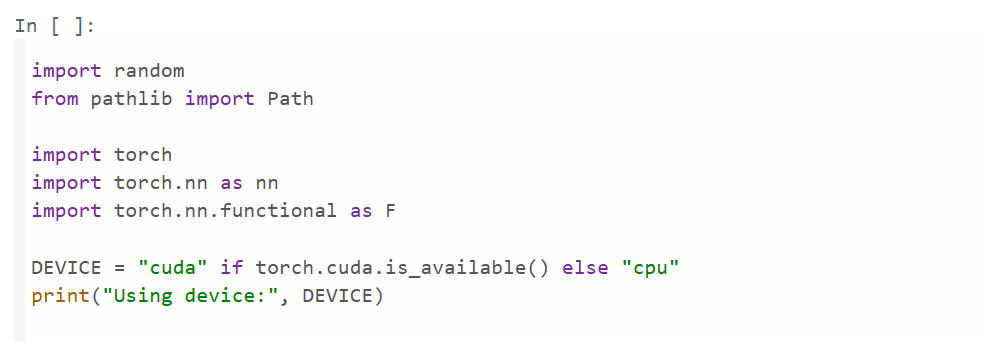 In [ ]:
import random
from pathlib import Path
import torch
import torch.nn as nn
import torch.nn.functional as F
DEVICE = "cuda" if torch.cuda.is_available() else "cpu"
print("Using device:", DEVICE)